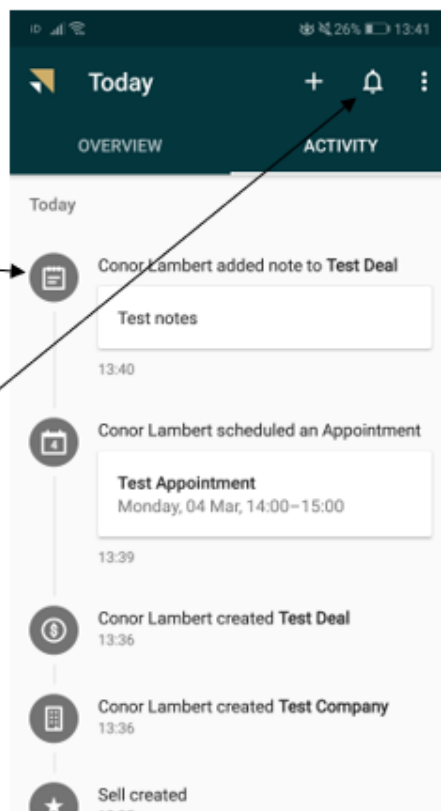 ID 26% 13:41
Today
OVERVIEW ACTIVITY
Today
Conor Lambert added note to Test Deal
Test notes
13:40
4
Conor Lambert scheduled an Appointment
Test Appointment
Monday, 04 Mar, 14:00–15:00
13:39
$
Conor Lambert created Test Deal
13:36
Conor Lambert created Test Company
13:36
Sell created